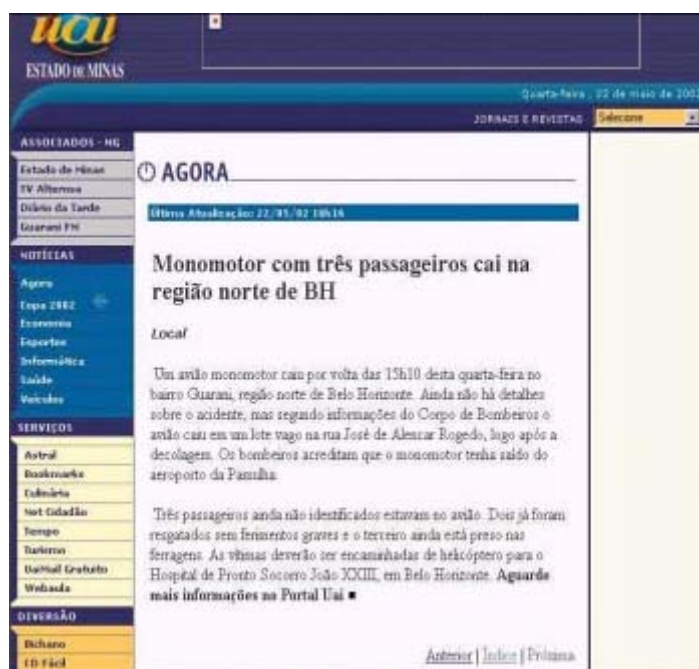 uai
ESTADO DE MINAS
Quarta-feira , 22 de maio de 2002
JORNAIS E REVISTAS
Selecione
ASSOCIADOS - MG
Estado de Minas
TV Alterosa
Diário da Tarde
Guarani FM
NOTÍCIAS
Agora
Copa 2002
Economia
Esportes
Informática
Saúde
Veículos
SERVIÇOS
Astral
Bookmarks
Culinária
Net Cidadão
Tempo
Turismo
UaiMail Gratuito
Webaula
DIVERSÃO
Bichano
CD Fácil
AGORA
Última Atualização: 22/05/02 16h16
Monomotor com três passageiros cai na
região norte de BH
Local
Um avião monomotor caiu por volta das 15h10 desta quarta-feira no
bairro Guarani, região norte de Belo Horizonte. Ainda não há detalhes
sobre o acidente, mas segundo informações do Corpo de Bombeiros o
avião caiu em um lote vago na rua José de Alencar Rogedo, logo após a
decolagem. Os bombeiros acreditam que o monomotor tenha saído do
aeroporto da Pamulha.
Três passageiros ainda não identificados estavam no avião. Dois já foram
resgatados sem ferimentos graves e o terceiro ainda está preso nas
ferragens. As vítimas deverão ser encaminhadas de helicóptero para o
Hospital de Pronto Socorro João XXIII, em Belo Horizonte. Aguarde
mais informações no Portal Uai ■
Anterior | Índice | Próxima